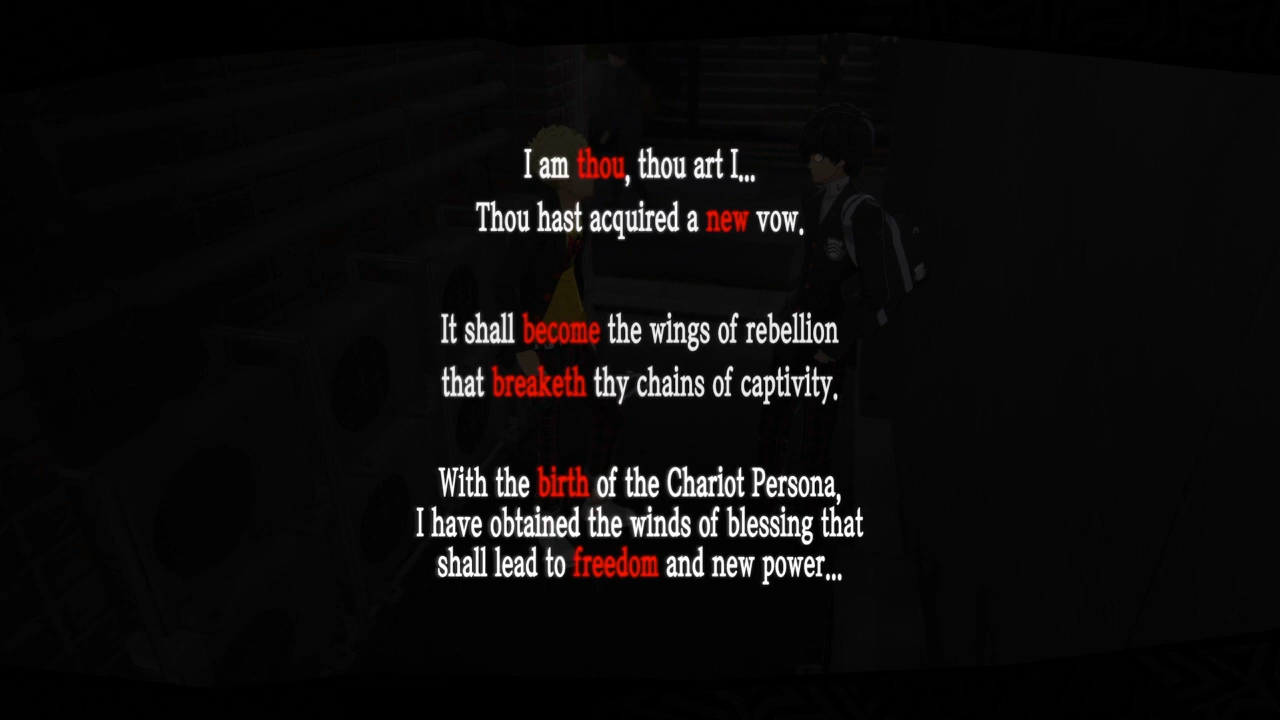 I am thou, thou art I...
Thou hast acquired a new vow.
It shall become the wings of rebellion
that breaketh thy chains of captivity.
With the birth of the Chariot Persona,
I have obtained the winds of blessing that
shall lead to freedom and new power...